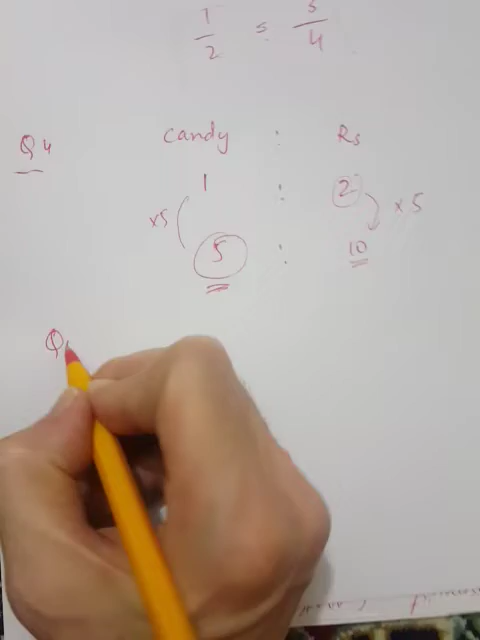 1/2 = 3/4
Q4 Candy : Rs
1 : 2
×5 ×5
5 : 10
Q